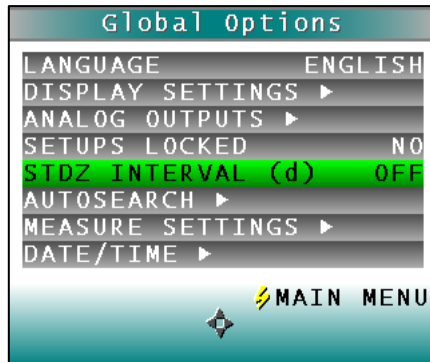 Global Options
LANGUAGE ENGLISH
DISPLAY SETTINGS ▶
ANALOG OUTPUTS ▶
SETUPS LOCKED NO
STDZ INTERVAL (d) OFF
AUTOSEARCH ▶
MEASURE SETTINGS ▶
DATE/TIME ▶
MAIN MENU